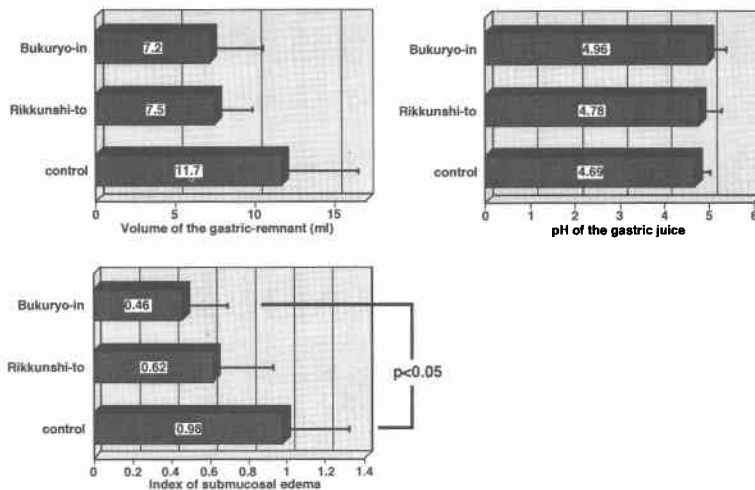 Bukuryo-in
7.2
Rikkunshi-to
7.5
control
11.7
0 5 10 15
Volume of the gastric-remnant (ml)
Bukuryo-in
4.96
Rikkunshi-to
4.78
control
4.69
0 1 2 3 4 5 6
pH of the gastric juice
Bukuryo-in
0.46
Rikkunshi-to
0.62
control
0.98
p<0.05
0 0.2 0.4 0.6 0.8 1 1.2 1.4
Index of submucosal edema